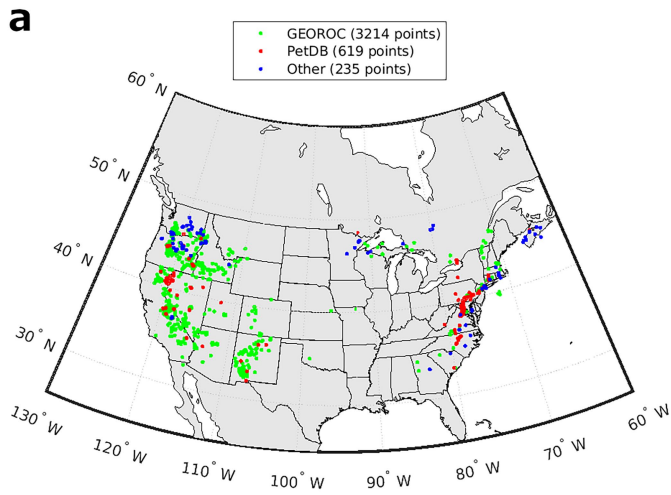 a
GEOROC (3214 points)
PetDB (619 points)
Other (235 points)
60° N
50° N
40° N
30° N
130° W
120° W
110° W
100° W
90° W
80° W
70° W
60° W